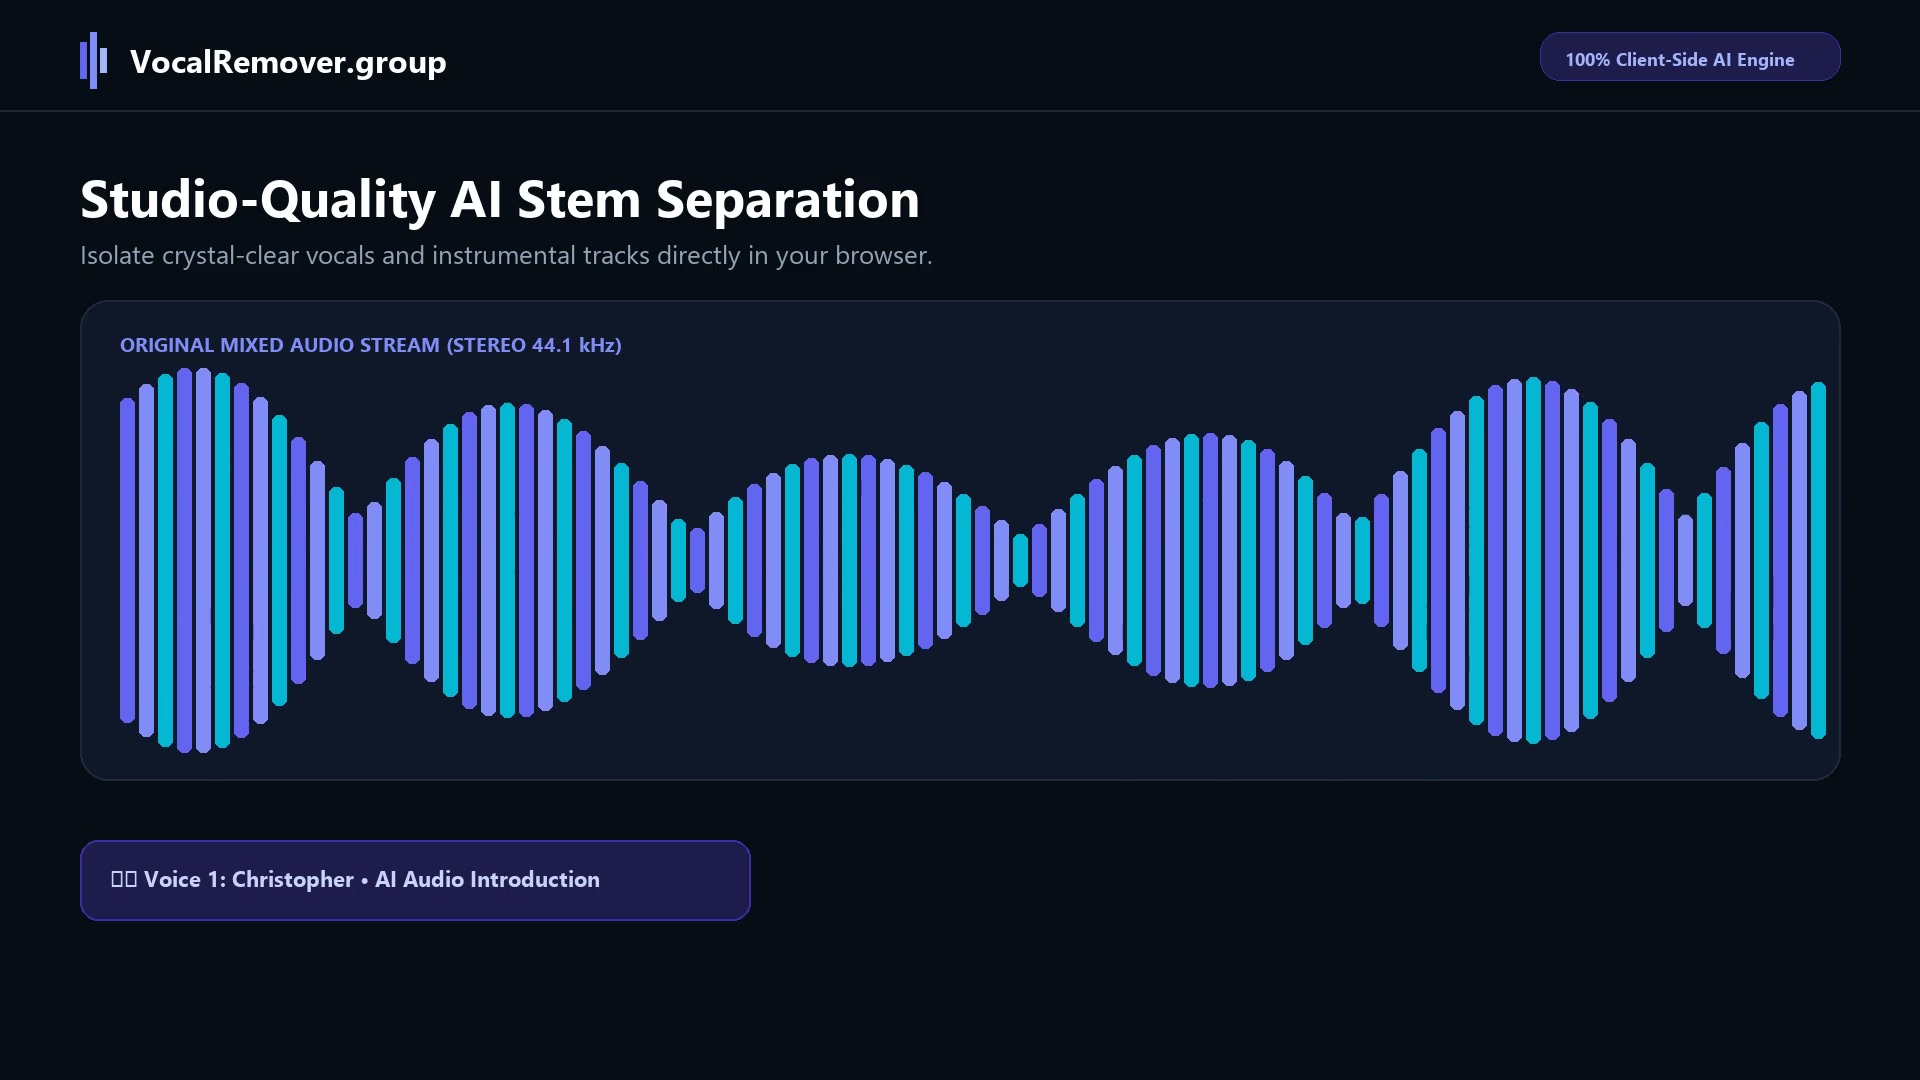 VocalRemover.group
100% Client-Side AI Engine
Studio-Quality AI Stem Separation
Isolate crystal-clear vocals and instrumental tracks directly in your browser.
ORIGINAL MIXED AUDIO STREAM (STEREO 44.1 kHz)
Voice 1: Christopher • AI Audio Introduction